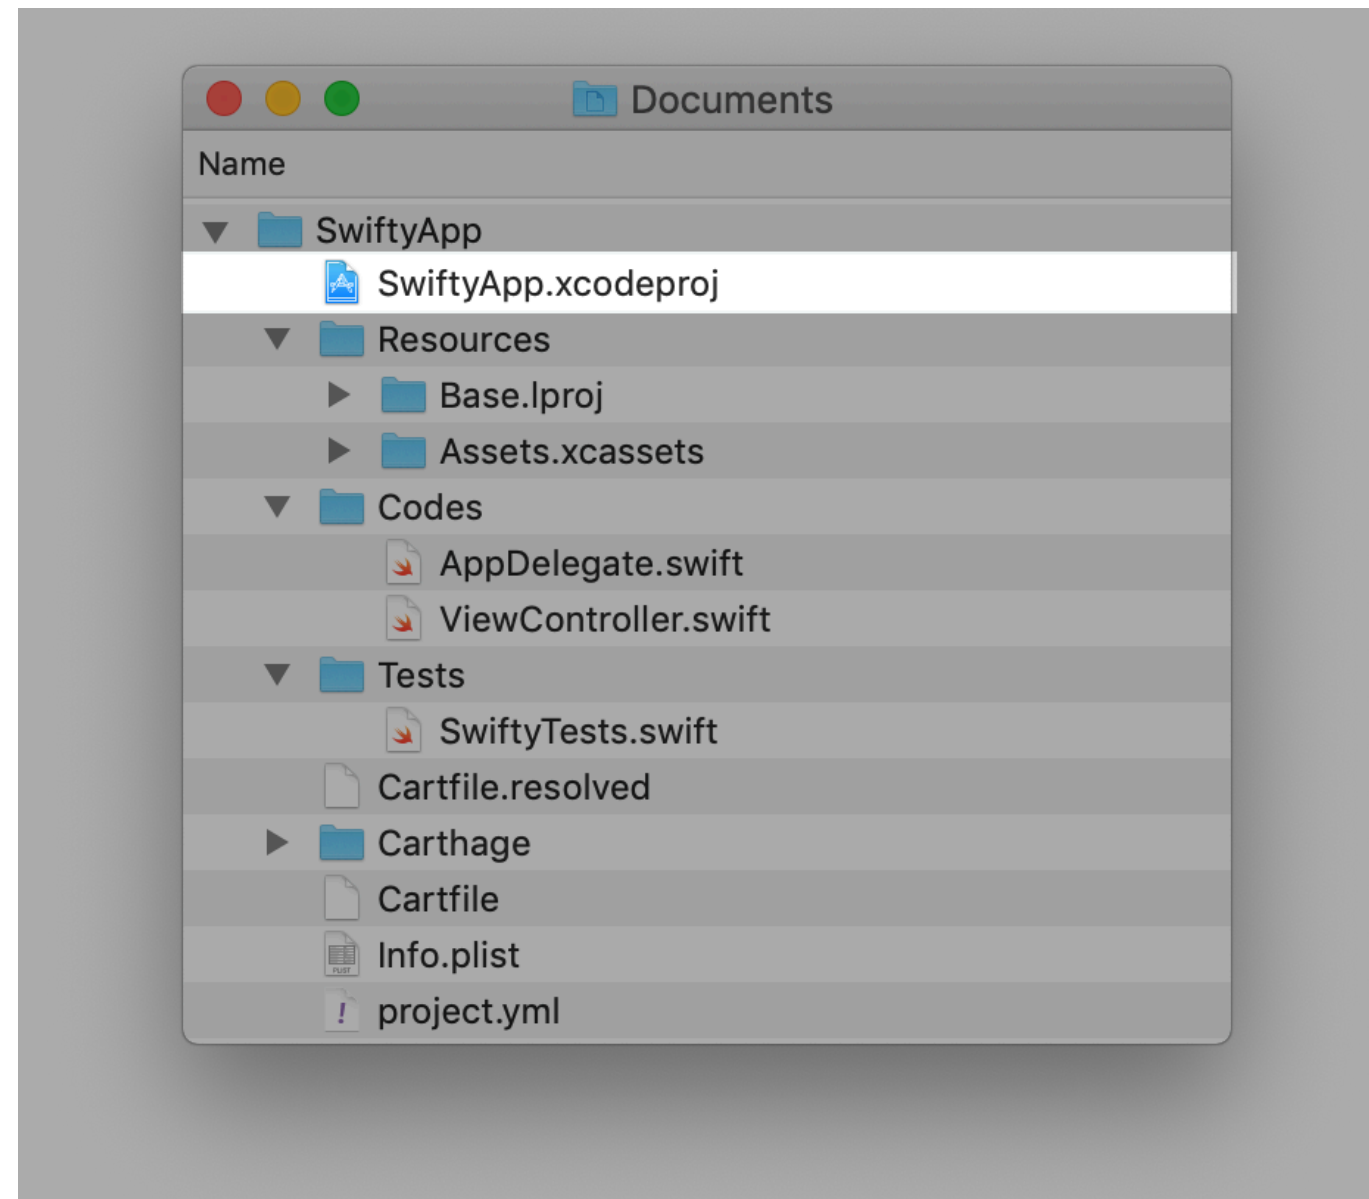 Documents
Name
SwiftyApp
SwiftyApp.xcodeproj
Resources
Base.lproj
Assets.xcassets
Codes
AppDelegate.swift
ViewController.swift
Tests
SwiftyTests.swift
Cartfile.resolved
Carthage
Cartfile
PLIST
Info.plist
! project.yml